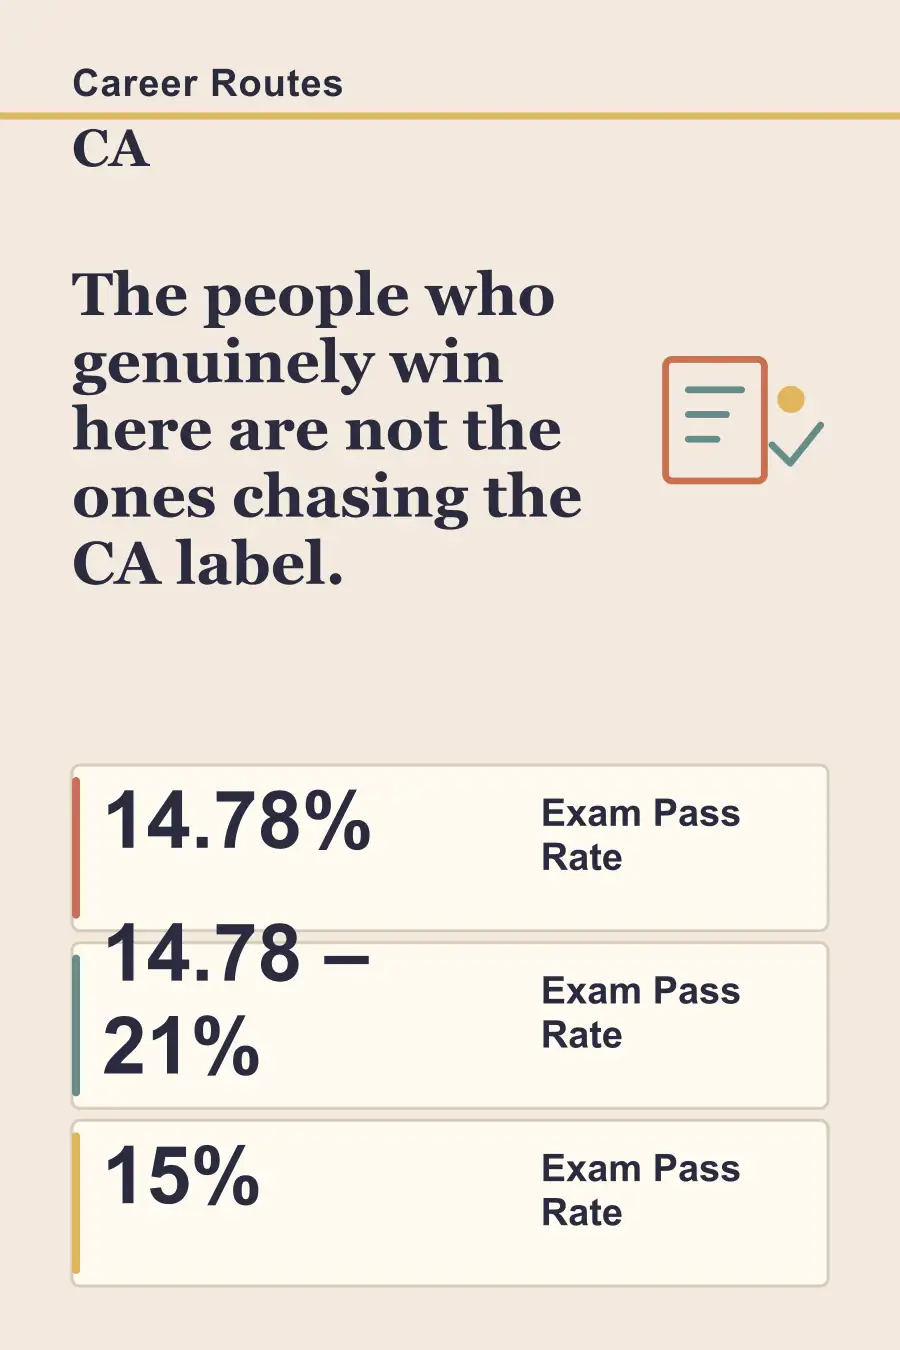 Career Routes
CA
The people who
genuinely win
here are not the
ones chasing the
CA label.
14.78%
Exam Pass
Rate
14.78 –
21%
Exam Pass
Rate
15%
Exam Pass
Rate